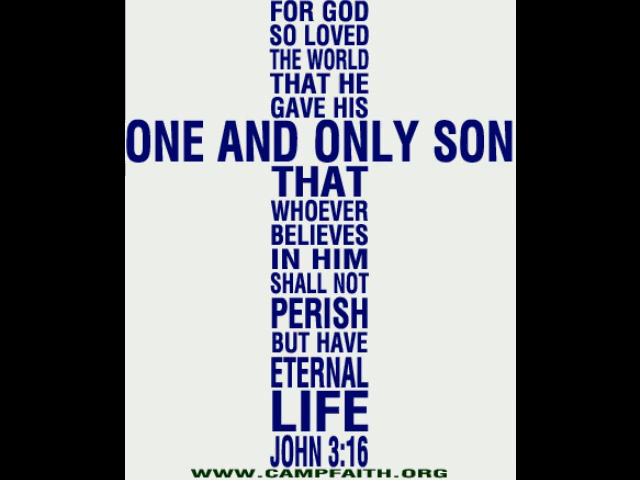 FOR GOD
SO LOVED
THE WORLD
THAT HE
GAVE HIS
ONE AND ONLY SON
THAT
WHOEVER
BELIEVES
IN HIM
SHALL NOT
PERISH
BUT HAVE
ETERNAL
LIFE
JOHN 3:16
WWW.CAMPFAITH.ORG